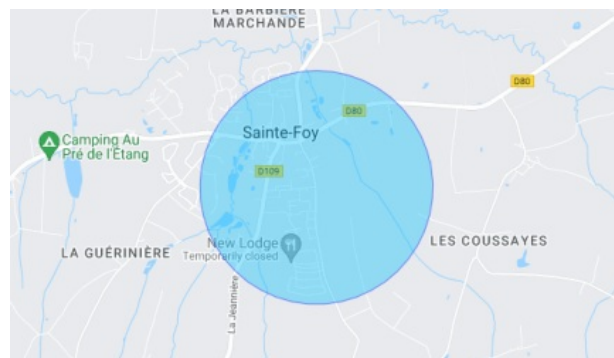 LA BARBIÈRE
MARCHANDE
D80
D80
Sainte-Foy
Camping Au
Pré de l'Étang
D109
New Lodge
Temporarily closed
LA GUÉRINIÈRE
LES COUSSAYES
La Jeannière